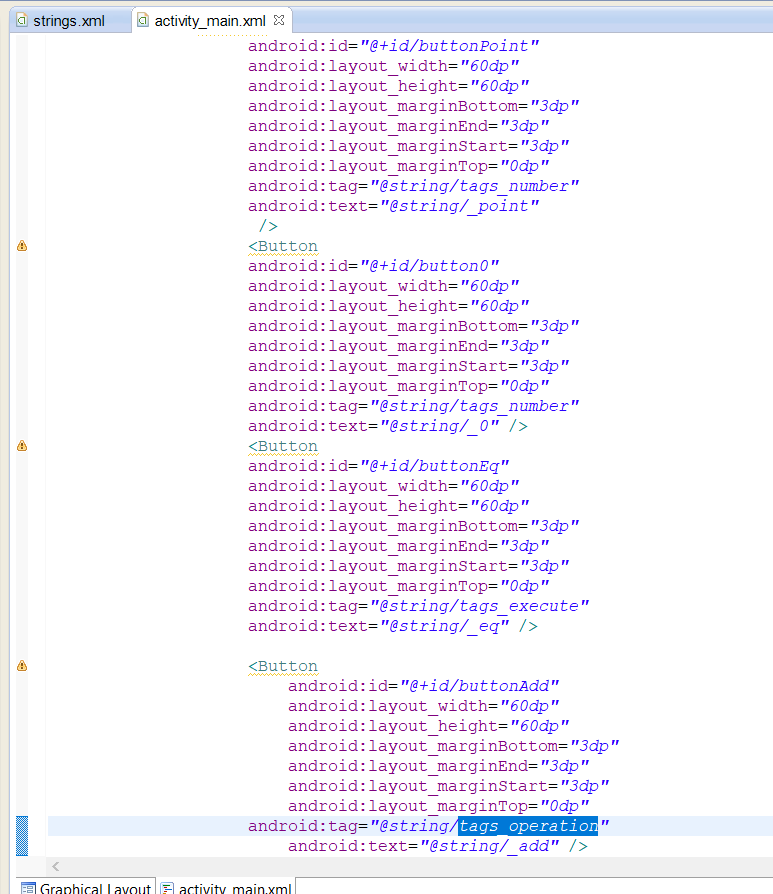 strings.xml
activity_main.xml
android:id="@+id/buttonPoint"
android:layout_width="60dp"
android:layout_height="60dp"
android:layout_marginBottom="3dp"
android:layout_marginEnd="3dp"
android:layout_marginStart="3dp"
android:layout_marginTop="0dp"
android:tag="@string/tags_number"
android:text="@string/_point"
/>
<Button
android:id="@+id/button0"
android:layout_width="60dp"
android:layout_height="60dp"
android:layout_marginBottom="3dp"
android:layout_marginEnd="3dp"
android:layout_marginStart="3dp"
android:layout_marginTop="0dp"
android:tag="@string/tags_number"
android:text="@string/_0" />
<Button
android:id="@+id/buttonEq"
android:layout_width="60dp"
android:layout_height="60dp"
android:layout_marginBottom="3dp"
android:layout_marginEnd="3dp"
android:layout_marginStart="3dp"
android:layout_marginTop="0dp"
android:tag="@string/tags_execute"
android:text="@string/_eq" />
<Button
android:id="@+id/buttonAdd"
android:layout_width="60dp"
android:layout_height="60dp"
android:layout_marginBottom="3dp"
android:layout_marginEnd="3dp"
android:layout_marginStart="3dp"
android:layout_marginTop="0dp"
android:tag="@string/tags_operation"
android:text="@string/_add" />
Graphical Layout
activity_main.xml